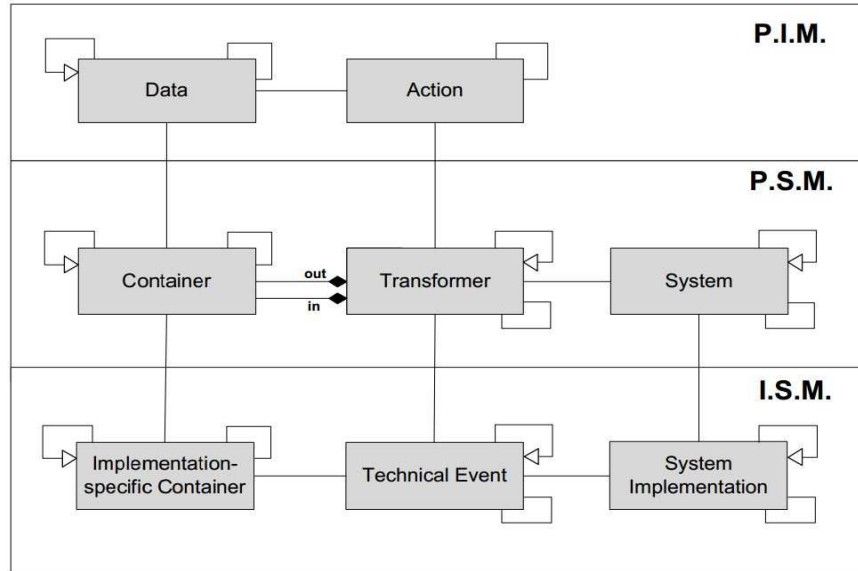 P.I.M.
Data
Action
P.S.M.
Container
out
in
Transformer
System
I.S.M.
Implementation-
specific Container
Technical Event
System
Implementation